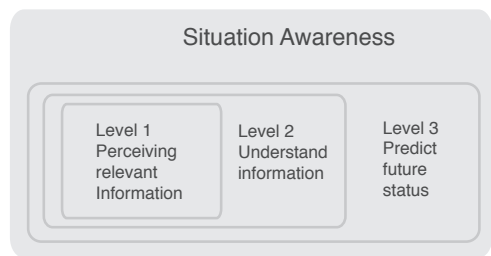 Situation Awareness
Level 1
Perceiving
relevant
Information
Level 2
Understand
information
Level 3
Predict
future
status